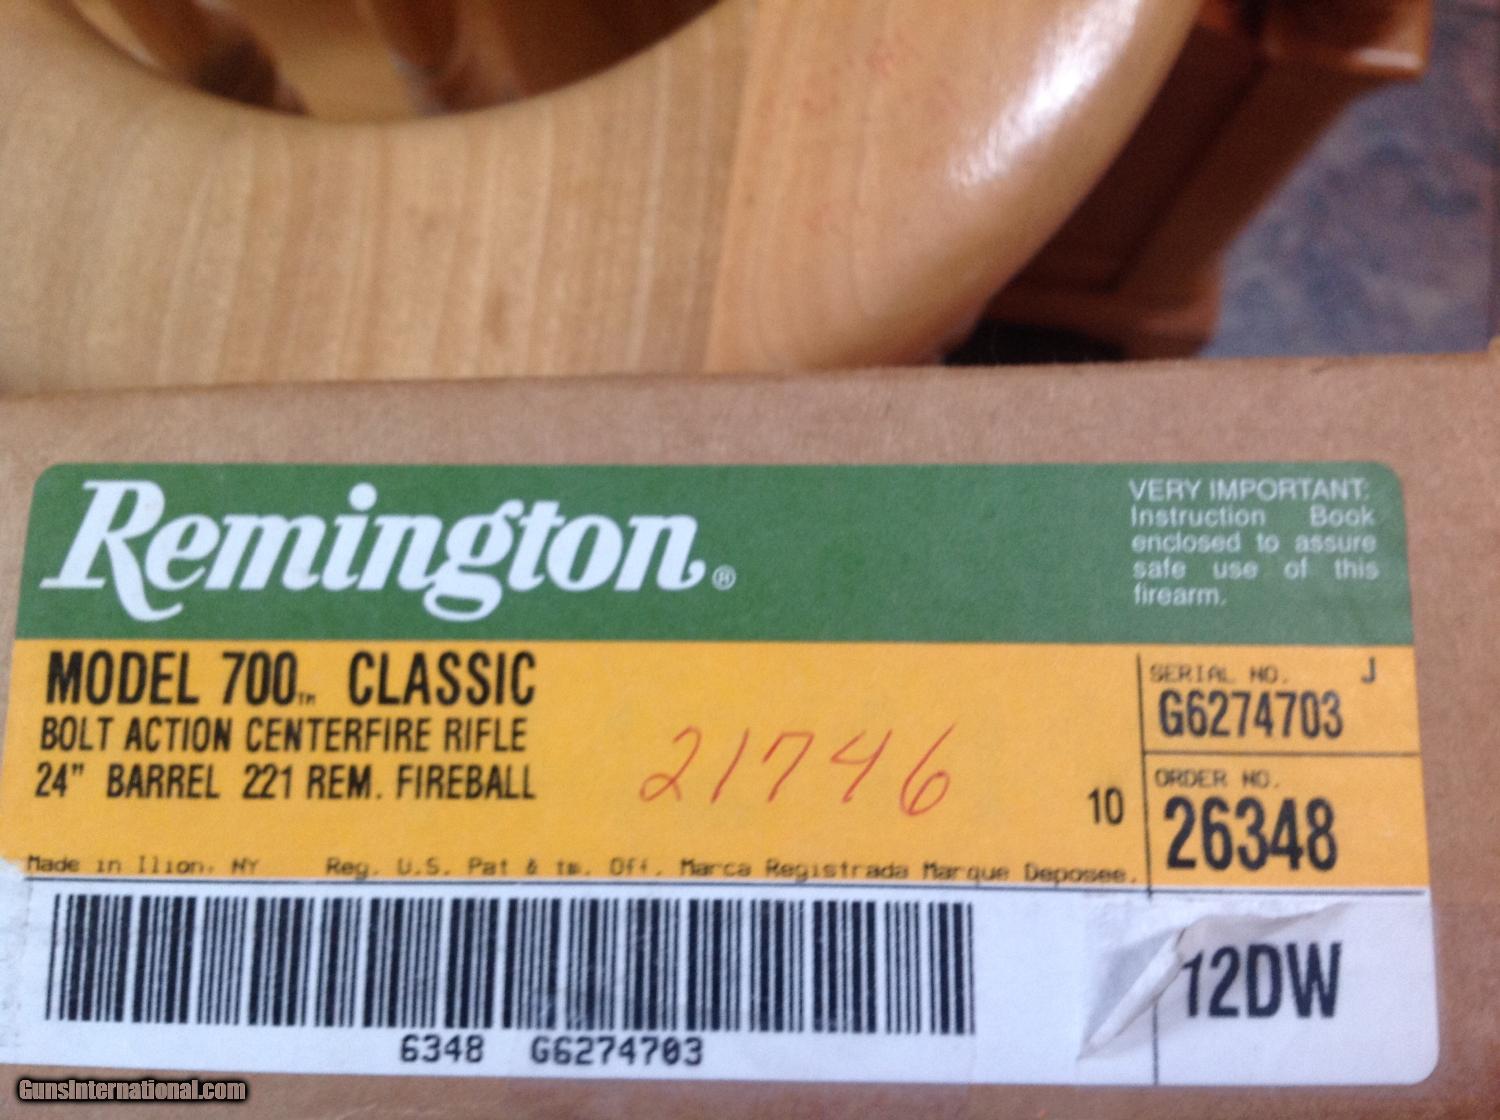 Remington®
VERY IMPORTANT:
Instruction Book
enclosed to assure
safe use of this
firearm.
MODEL 700™ CLASSIC
BOLT ACTION CENTERFIRE RIFLE
24" BARREL 221 REM. FIREBALL
21746
10
SERIAL NO. J
G6274703
ORDER NO.
26348
Made in Ilion, NY Reg. U.S. Pat & tm. Off. Marca Registrada Marque Deposee.
12DW
6348 G6274703
GunsInternational.com